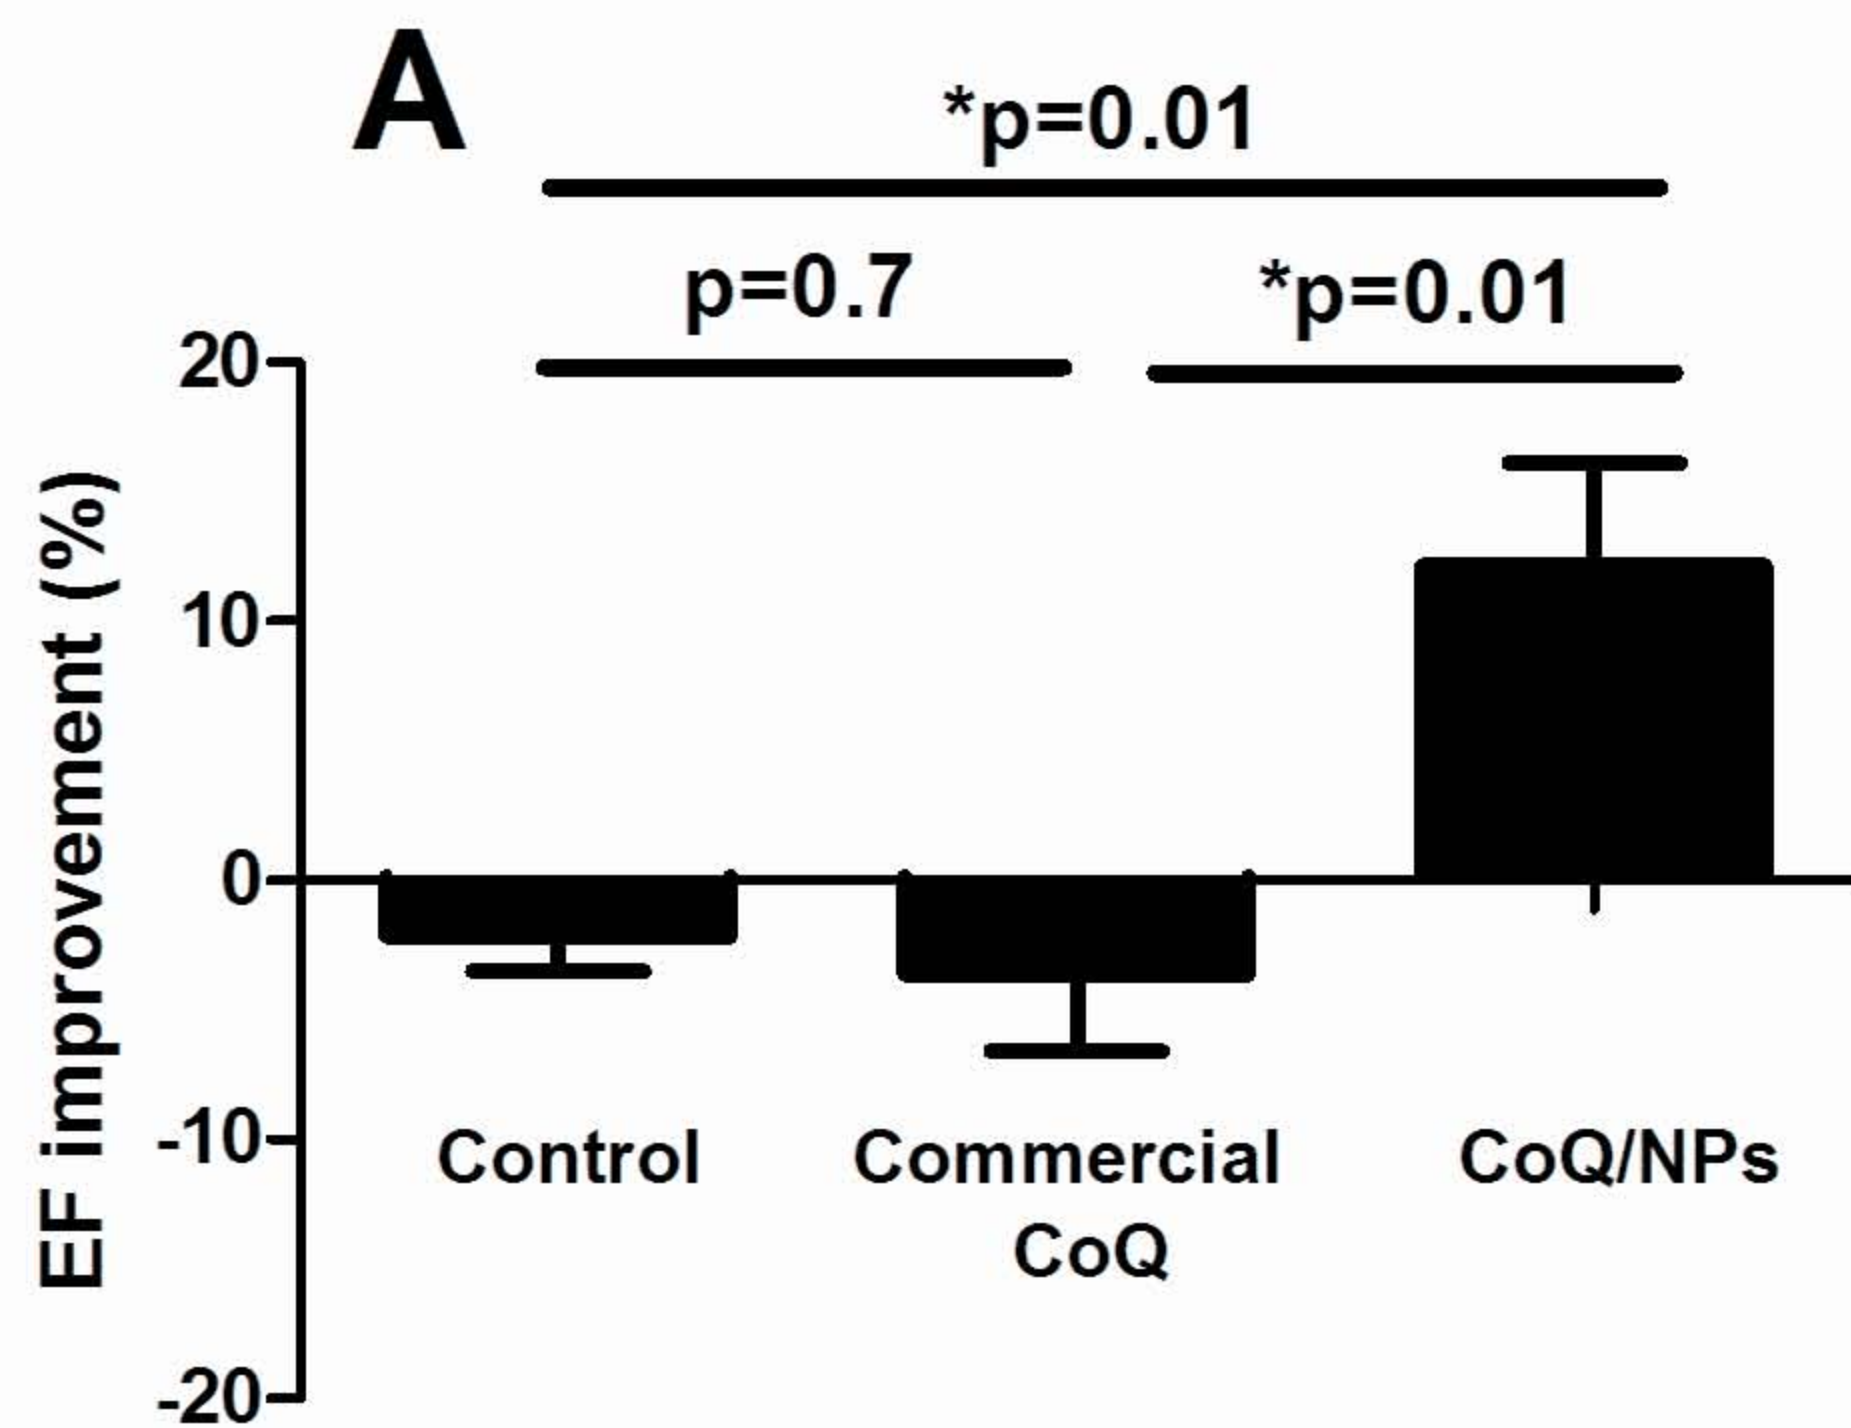 A
*p=0.01
p=0.7
*p=0.01
20
10
0
-10
-20
EF improvement (%)
Control
Commercial
CoQ
CoQ/NPs